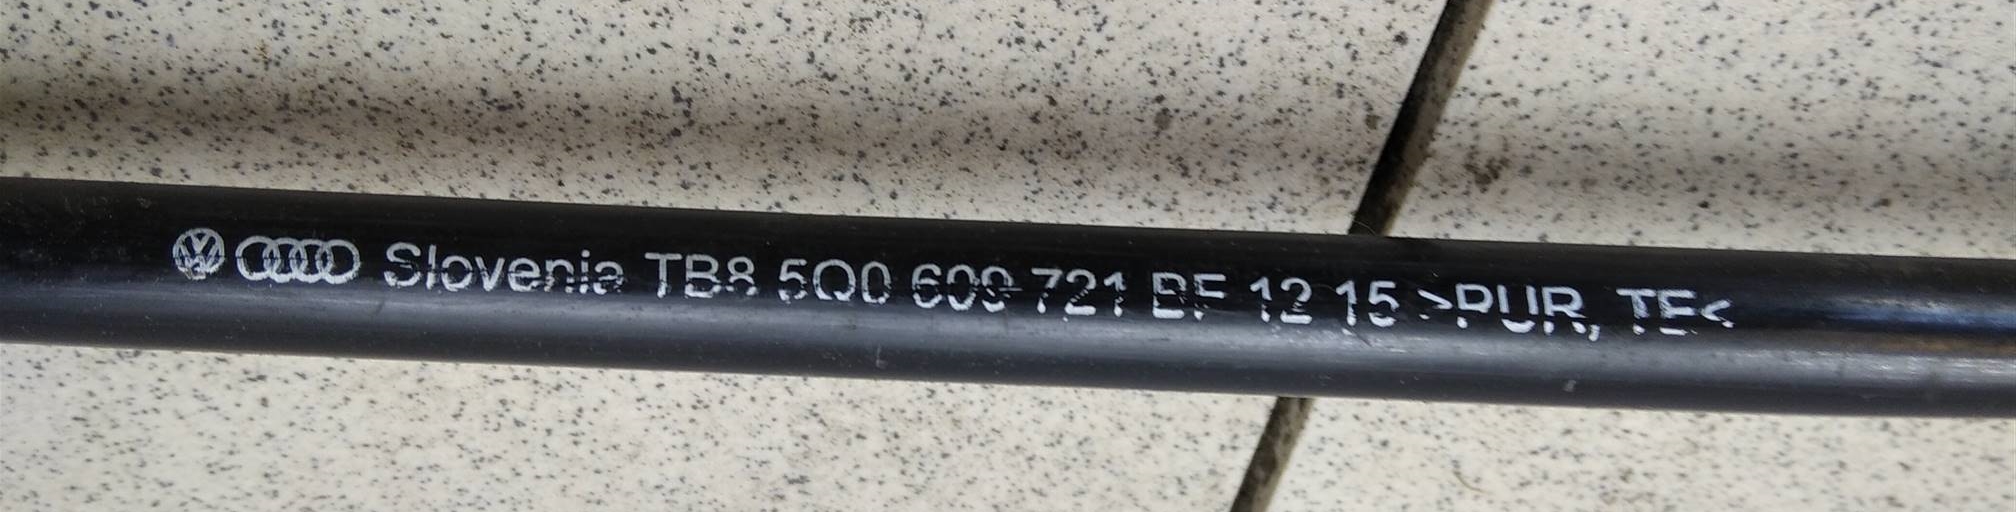 Slovenia TB8 5Q0 609 721 BF 12 15 >PUR, TE<